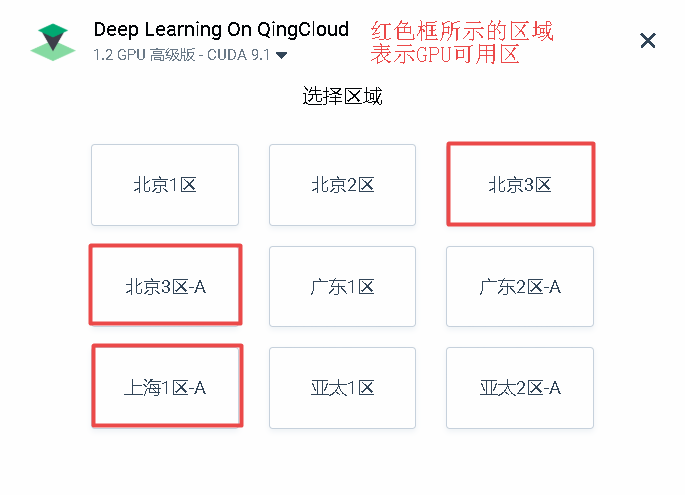 Deep Learning On QingCloud
1.2 GPU 高级版 - CUDA 9.1
红色框所示的区域
表示GPU可用区
选择区域
北京1区
北京2区
北京3区
北京3区-A
广东1区
广东2区-A
上海1区-A
亚太1区
亚太2区-A